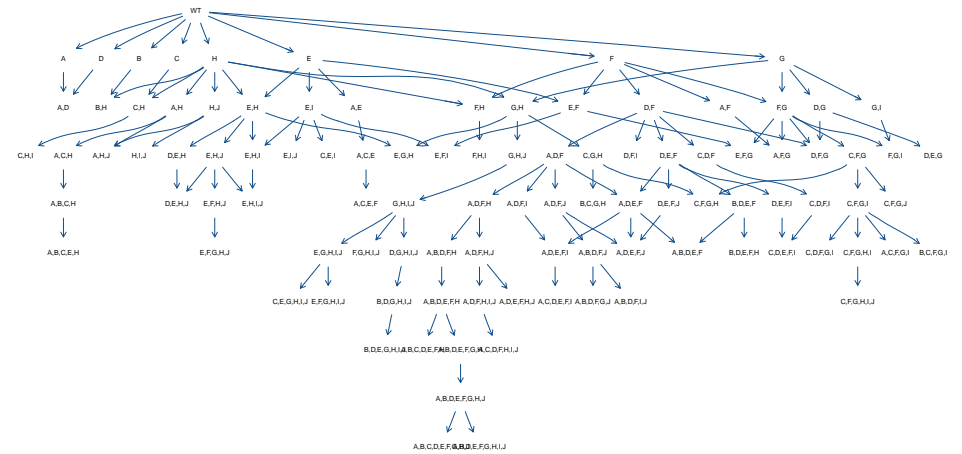 WT
A D B C H E F G
A,D B,H C,H A,H H,J E,H E,I A,E F,H G,H E,F D,F A,F F,G D,G G,I
C,H,I A,C,H A,H,J H,I,J D,E,H E,H,J E,H,I E,I,J C,E,I A,C,E E,G,H E,F,I F,H,I G,H,J A,D,F C,G,H D,F,I D,E,F C,D,F E,F,G A,F,G D,F,G C,F,G F,G,I D,E,G
A,B,C,H D,E,H,J E,F,H,J E,H,I,J A,C,E,F G,H,I,J A,D,F,H A,D,F,I A,D,F,J B,C,G,H A,D,E,F D,E,F,J C,F,G,H B,D,E,F D,E,F,I C,D,F,I C,F,G,I C,F,G,J
A,B,C,E,H E,F,G,H,J E,G,H,I,J F,G,H,I,J D,G,H,I,J A,B,D,F,H A,D,F,H,J A,D,E,F,I A,B,D,F,J A,D,E,F,J A,B,D,E,F B,D,E,F,H C,D,E,F,I C,D,F,G,I C,F,G,H,I A,C,F,G,I B,C,F,G,I
C,E,G,H,I,J E,F,G,H,I,J B,D,G,H,I,J A,B,D,E,F,H A,D,F,H,I,J A,D,E,F,H,J A,C,D,E,F,I A,B,D,F,G,J A,B,D,F,I,J C,F,G,H,I,J
B,D,E,G,H,I,J A,B,C,D,E,F,H A,B,D,E,F,G,H A,C,D,F,H,I,J
A,B,D,E,F,G,H,J